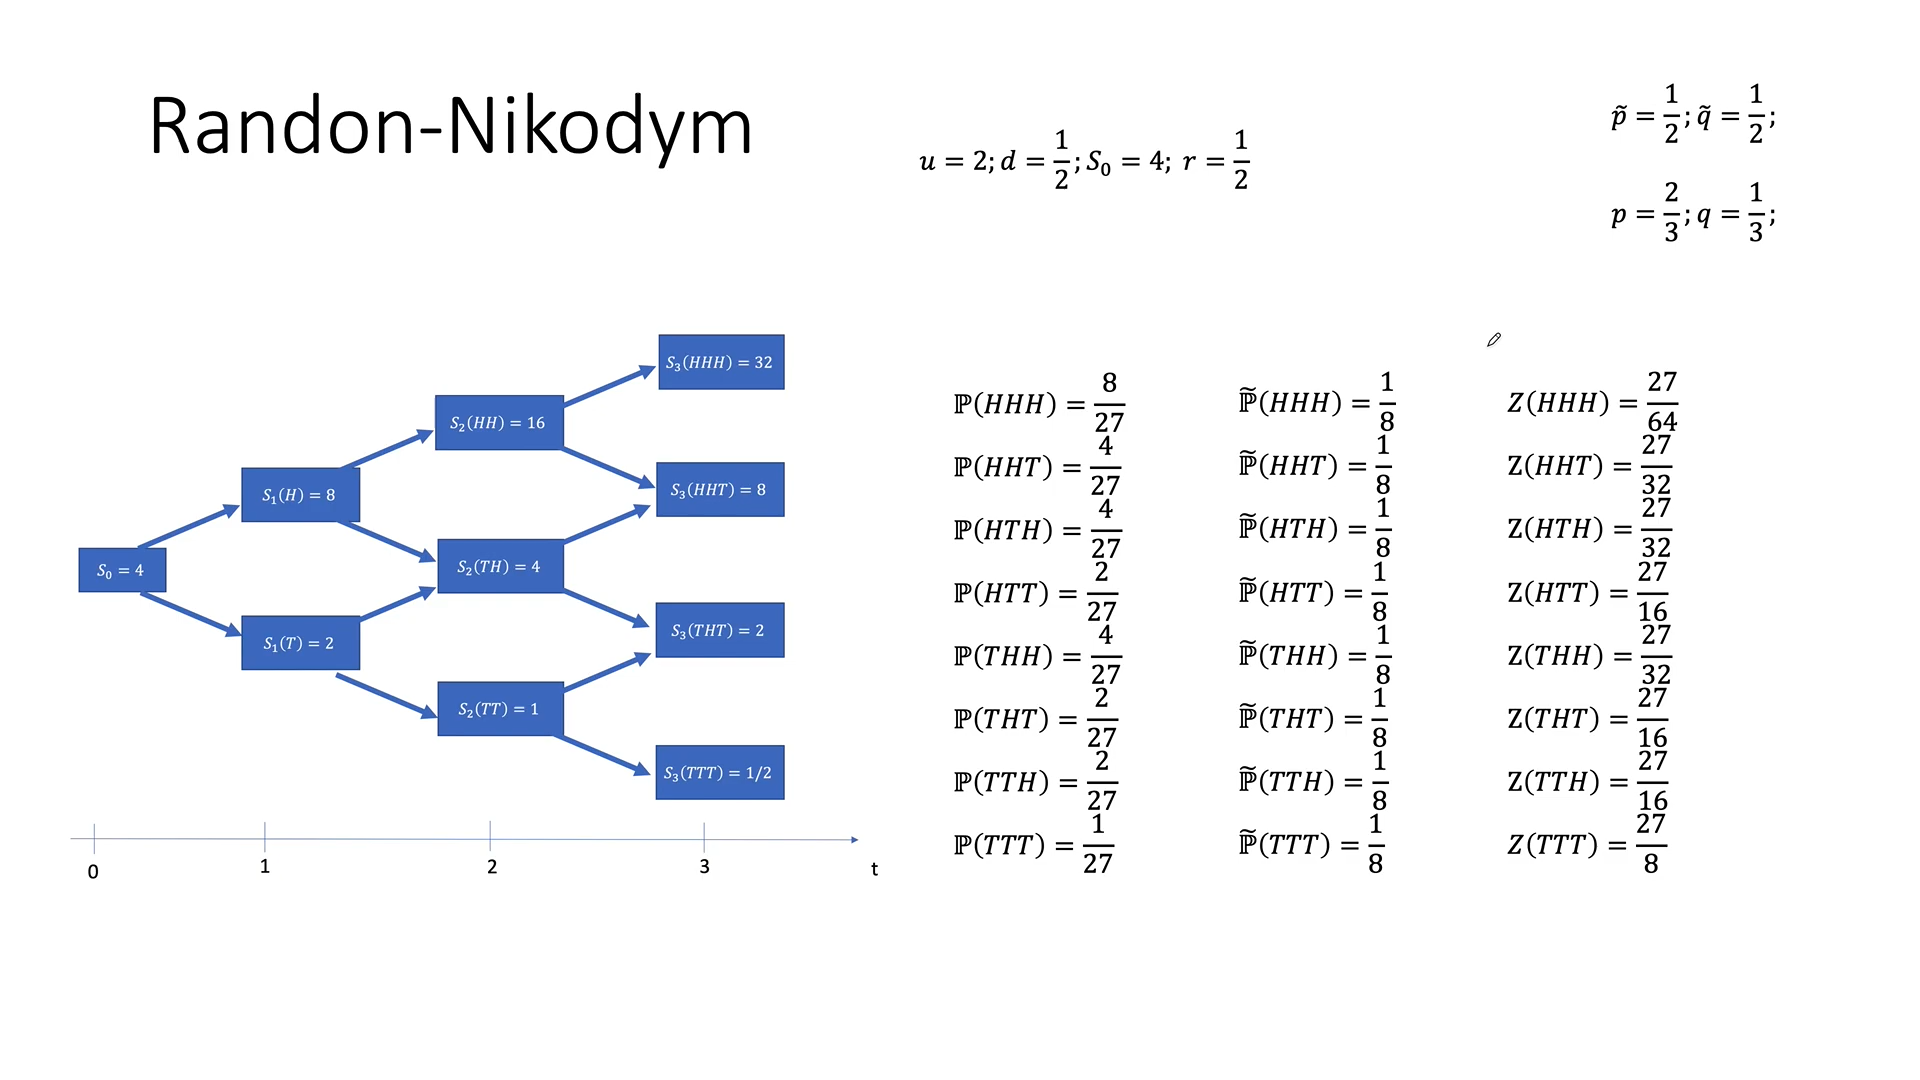 Randon-Nikodym
u = 2; d = 1/2; S₀ = 4; r = 1/2
p̃ = 1/2; q̃ = 1/2;
p = 2/3; q = 1/3;
S₀ = 4
S₁(H) = 8
S₁(T) = 2
S₂(HH) = 16
S₂(TH) = 4
S₂(TT) = 1
S₃(HHH) = 32
S₃(HHT) = 8
S₃(THT) = 2
S₃(TTT) = 1/2
0 1 2 3 t
ℙ(HHH) = 8/27
ℙ(HHT) = 4/27
ℙ(HTH) = 4/27
ℙ(HTT) = 2/27
ℙ(THH) = 4/27
ℙ(THT) = 2/27
ℙ(TTH) = 2/27
ℙ(TTT) = 1/27
ℙ̃(HHH) = 1/8
ℙ̃(HHT) = 1/8
ℙ̃(HTH) = 1/8
ℙ̃(HTT) = 1/8
ℙ̃(THH) = 1/8
ℙ̃(THT) = 1/8
ℙ̃(TTH) = 1/8
ℙ̃(TTT) = 1/8
Z(HHH) = 27/64
Z(HHT) = 27/32
Z(HTH) = 27/32
Z(HTT) = 27/16
Z(THH) = 27/32
Z(THT) = 27/16
Z(TTH) = 27/16
Z(TTT) = 27/8